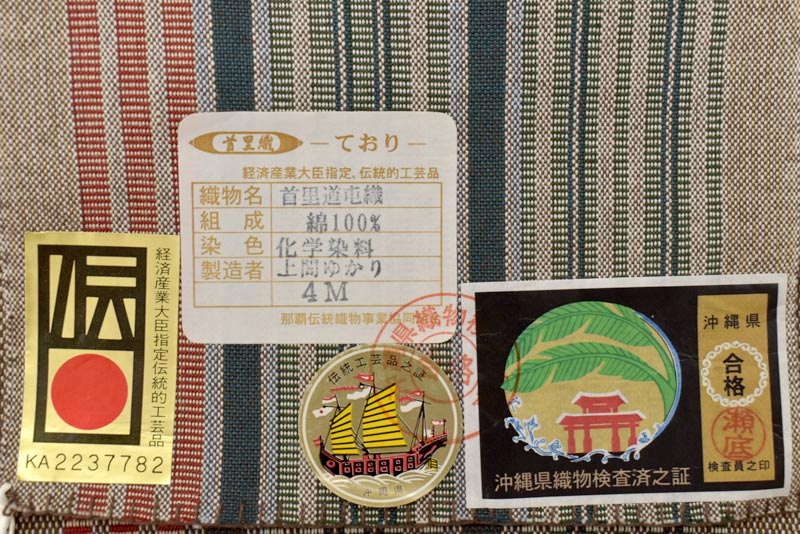 首里織 —ており—
経済産業大臣指定、伝統的工芸品
織物名 首里道屯織
組成 綿100%
染色 化学染料
製造者 上間ゆかり
4M
那覇伝統織物事業協同組合
伝
経済産業大臣指定伝統的工芸品
KA2237782
伝統工芸品之証
沖縄県
沖縄県
合格
瀬底
検査員之印
沖縄県織物検査済之証